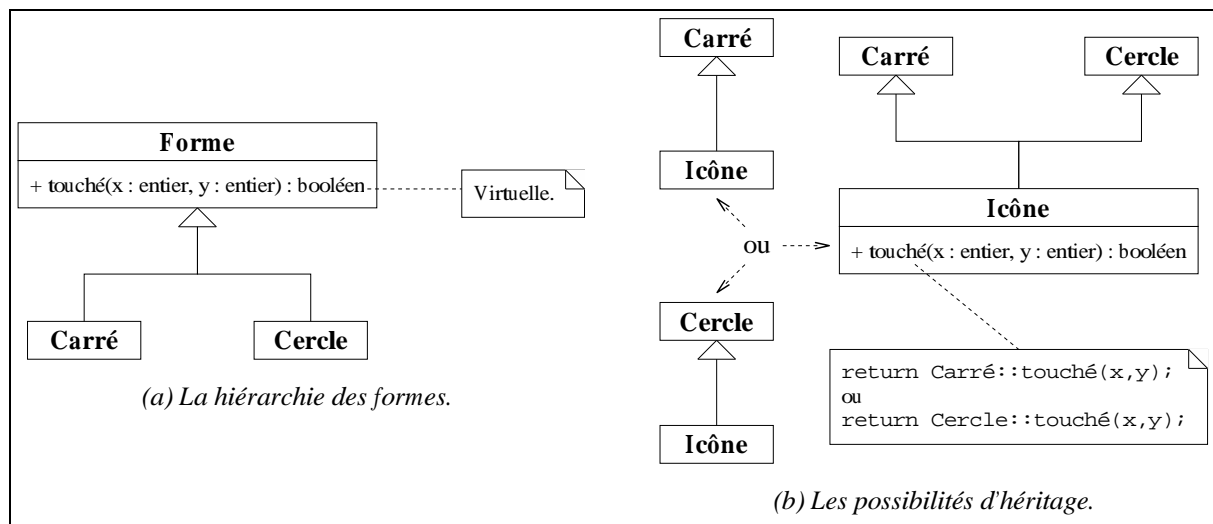 Forme
+ touché(x : entier, y : entier) : booléen
Virtuelle.
Carré
Cercle
(a) La hiérarchie des formes.
Carré
Icône
ou
Cercle
Icône
Carré
Cercle
Icône
+ touché(x : entier, y : entier) : booléen
return Carré::touché(x,y);
ou
return Cercle::touché(x,y);
(b) Les possibilités d'héritage.